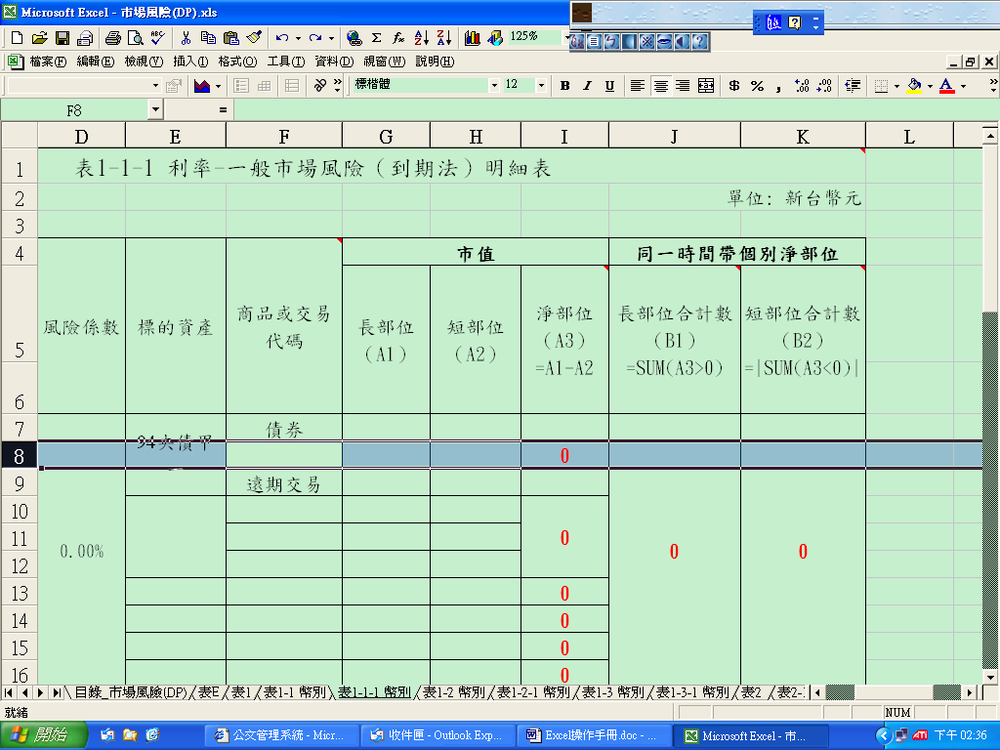 Microsoft Excel - 市場風險(DP).xls
125%
檔案(F) 編輯(E) 檢視(V) 插入(I) 格式(O) 工具(T) 資料(D) 視窗(W) 說明(H)
標楷體 12 B I U $ % ,
F8 =
D E F G H I J K L
1 表1-1-1 利率-一般市場風險（到期法）明細表
2 單位: 新台幣元
3
4 市值 同一時間帶個別淨部位
5 風險係數 標的資產 商品或交易代碼 長部位（A1） 短部位（A2） 淨部位（A3）=A1-A2 長部位合計數（B1）=SUM(A3>0) 短部位合計數（B2）=|SUM(A3<0)|
6
7 債券
94央債甲
8 0
9 遠期交易
10
11 0
0.00% 0 0
12
13 0
14 0
15 0
16 0
目錄_市場風險(DP) 表E 表1 表1-1 幣別 表1-1-1 幣別 表1-2 幣別 表1-2-1 幣別 表1-3 幣別 表1-3-1 幣別 表2 表2-
就緒 NUM
開始 公文管理系統 - Micr... 收件匣 - Outlook Exp... Excel操作手冊.doc - ... Microsoft Excel - 市... 下午 02:36